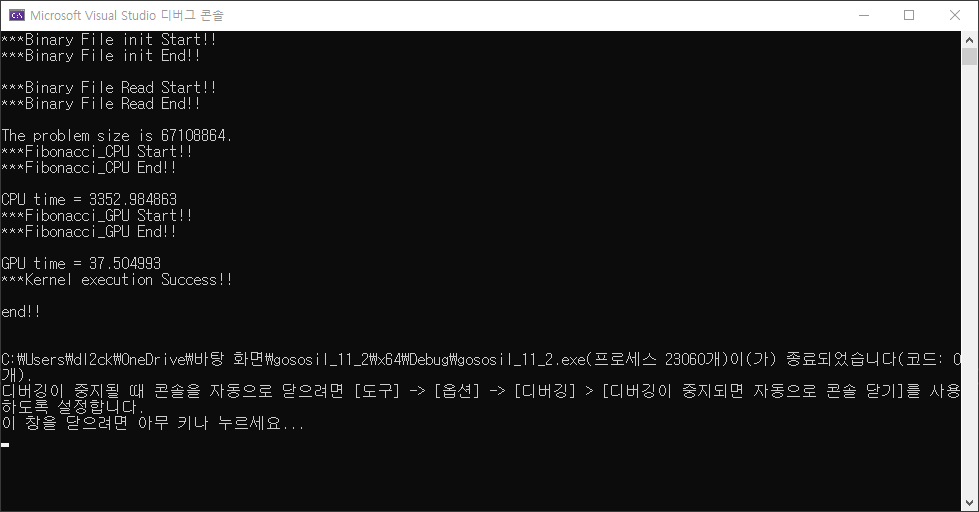 Microsoft Visual Studio 디버그 콘솔
***Binary File init Start!!
***Binary File init End!!
***Binary File Read Start!!
***Binary File Read End!!
The problem size is 67108864.
***Fibonacci_CPU Start!!
***Fibonacci_CPU End!!
CPU time = 3352.984863
***Fibonacci_GPU Start!!
***Fibonacci_GPU End!!
GPU time = 37.504993
***Kernel execution Success!!
end!!
C:₩Users₩dl2ck₩OneDrive₩바탕 화면₩gososil_11_2₩x64₩Debug₩gososil_11_2.exe(프로세스 23060개)이(가) 종료되었습니다(코드: 0
개).
디버깅이 중지될 때 콘솔을 자동으로 닫으려면 [도구] -> [옵션] -> [디버깅] > [디버깅이 중지되면 자동으로 콘솔 닫기]를 사용
하도록 설정합니다.
이 창을 닫으려면 아무 키나 누르세요...